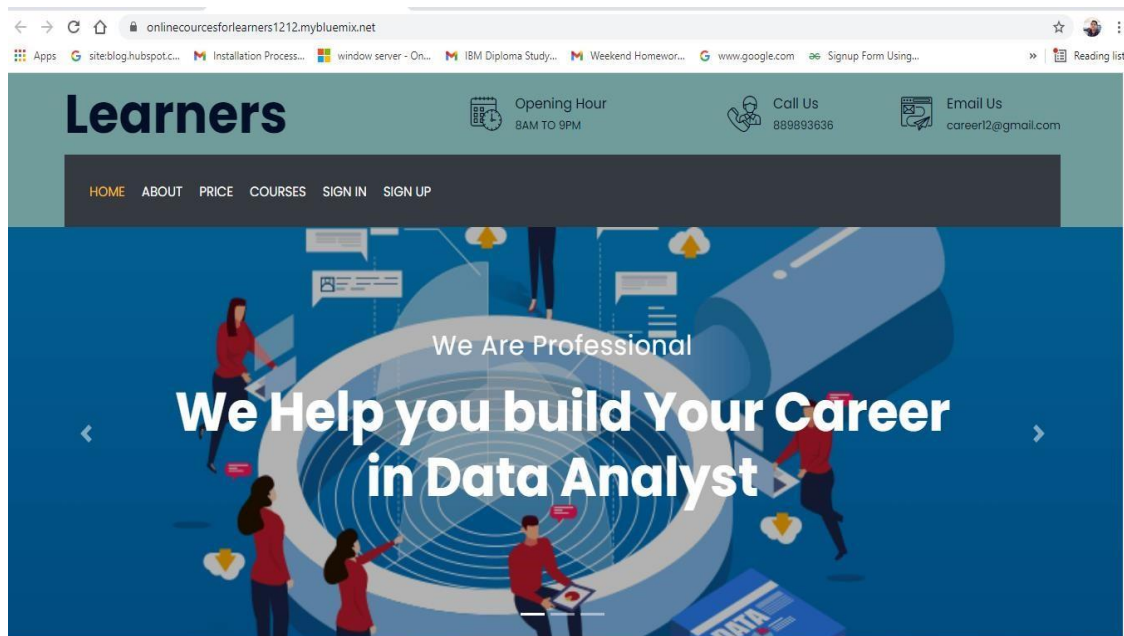 onlinecourcesforlearners1212.mybluemix.net
Apps
site:blog.hubspot.c...
Installation Process...
window server - On...
IBM Diploma Study...
Weekend Homewor...
www.google.com
Signup Form Using...
»
Reading list
Learners
Opening Hour
8AM TO 9PM
Call Us
889893636
Email Us
career12@gmail.com
HOME ABOUT PRICE COURSES SIGN IN SIGN UP
We Are Professional
We Help you build Your Career
in Data Analyst
DATA